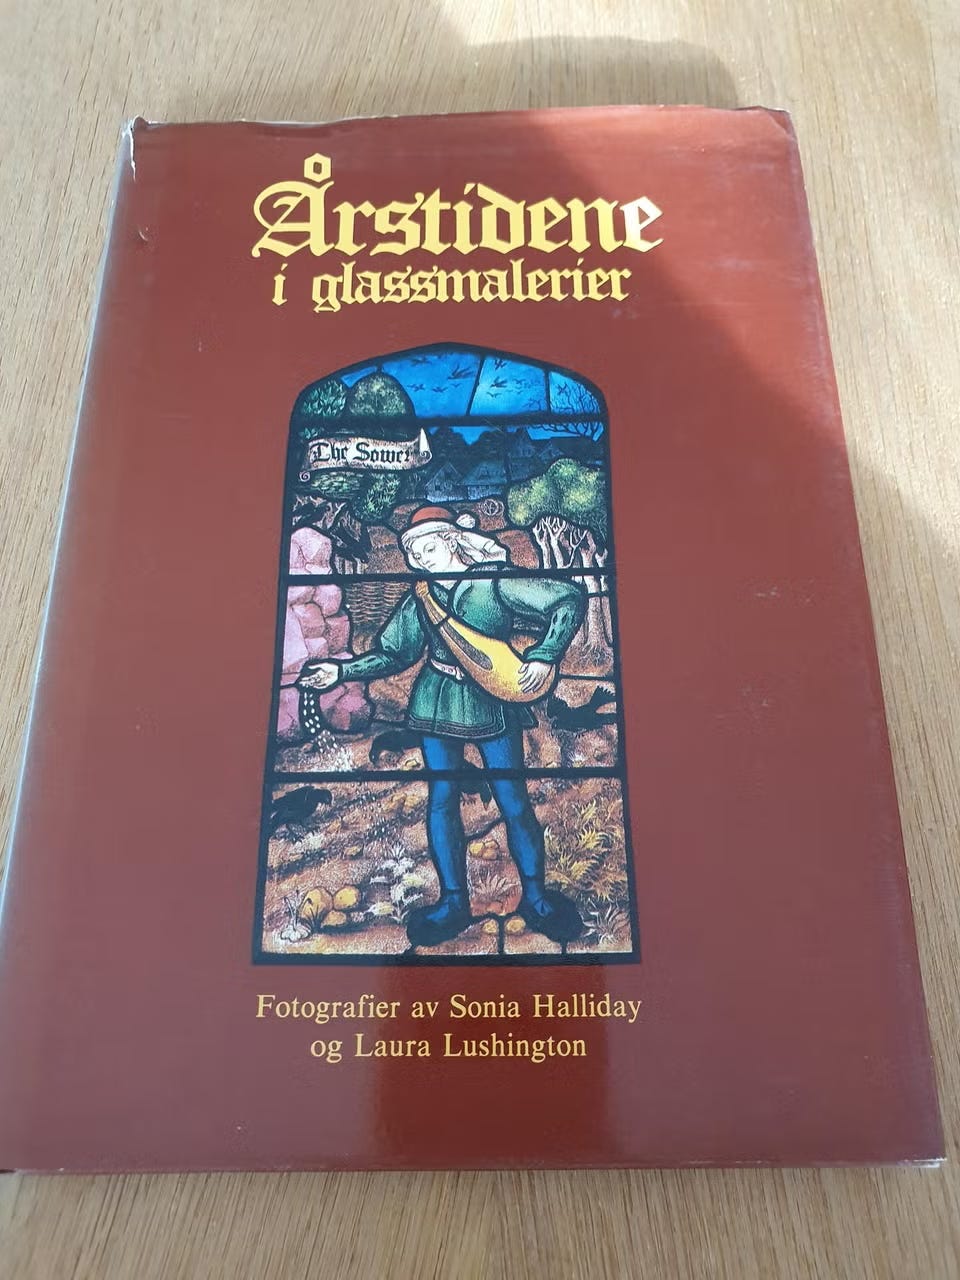 Årstidene
i glassmalerier
The Sower
Fotografier av Sonia Halliday
og Laura Lushington